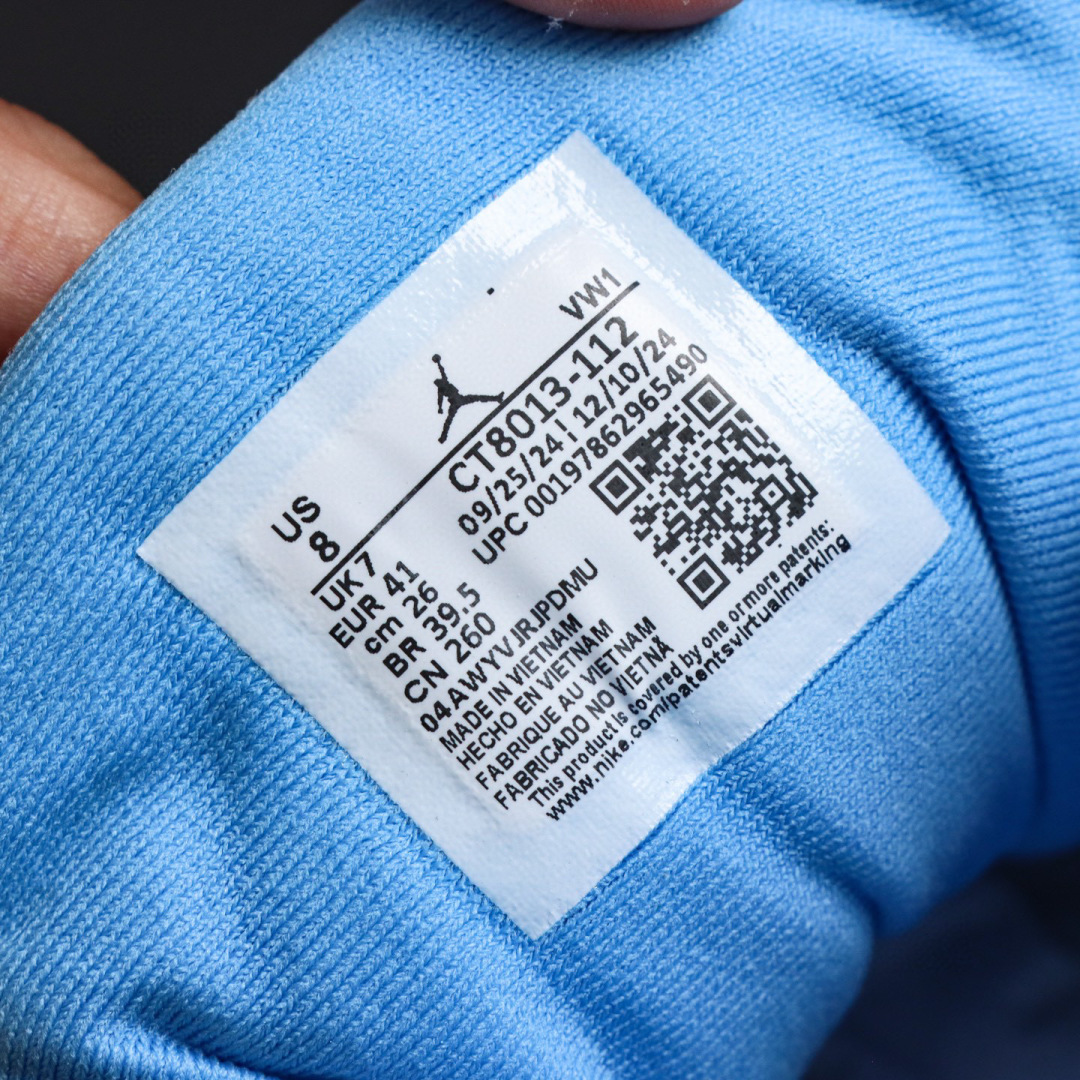 US
8
VW1
UK 7
EUR 41
cm 26
BR 39.5
CN 260
CT8013-112
09/25/24 | 12/10/24
UPC 00197862965490
04 AWYVJRJPDMU
MADE IN VIETNAM
HECHO EN VIETNAM
FABRIQUE AU VIETNAM
FABRICADO NO VIETNÃ
This product is covered by one or more patents:
www.nike.com/patentsvirtualmarking